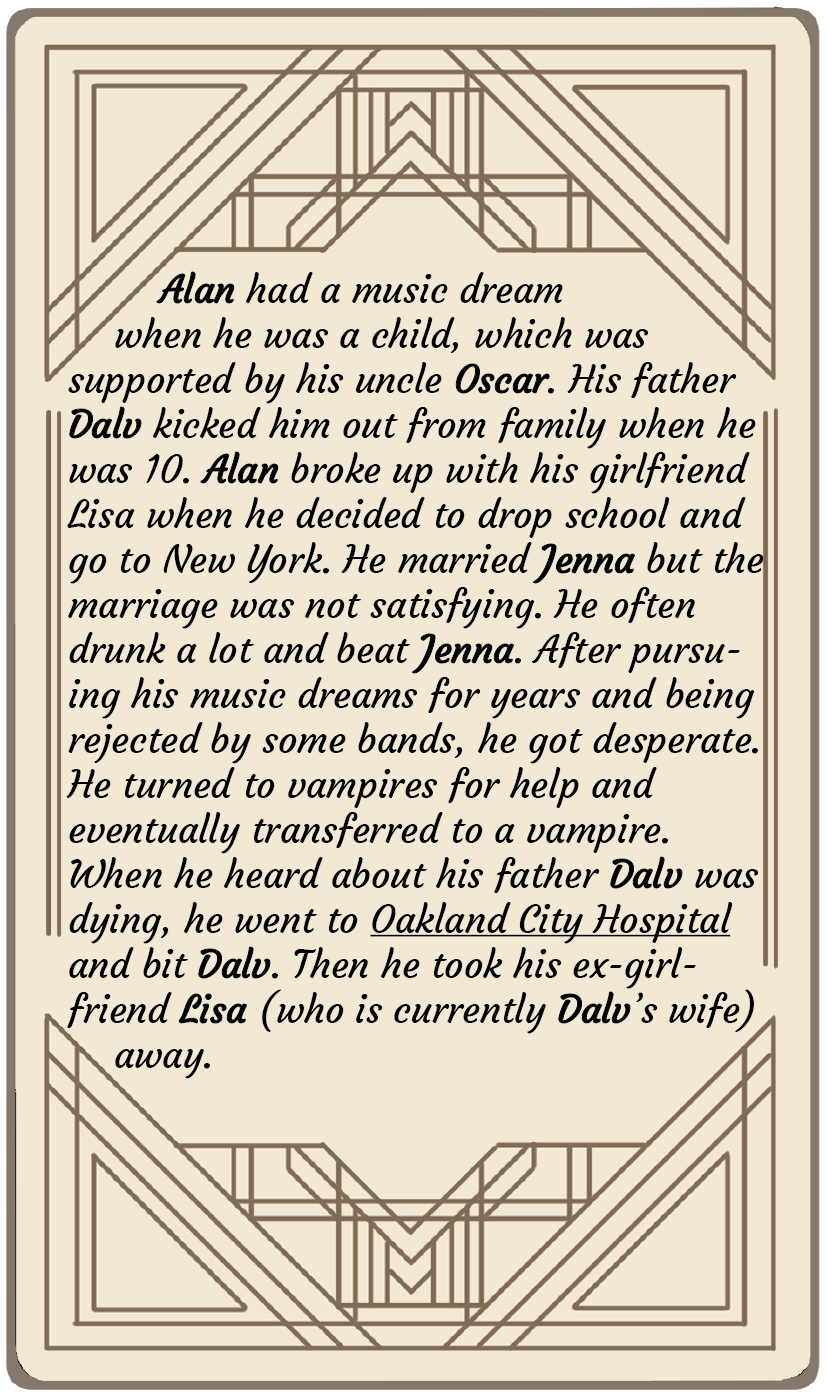 Alan had a music dream
when he was a child, which was
supported by his uncle Oscar. His father
Dalv kicked him out from family when he
was 10. Alan broke up with his girlfriend
Lisa when he decided to drop school and
go to New York. He married Jenna but the
marriage was not satisfying. He often
drunk a lot and beat Jenna. After pursu-
ing his music dreams for years and being
rejected by some bands, he got desperate.
He turned to vampires for help and
eventually transferred to a vampire.
When he heard about his father Dalv was
dying, he went to Oakland City Hospital
and bit Dalv. Then he took his ex-girl-
friend Lisa (who is currently Dalv's wife)
away.